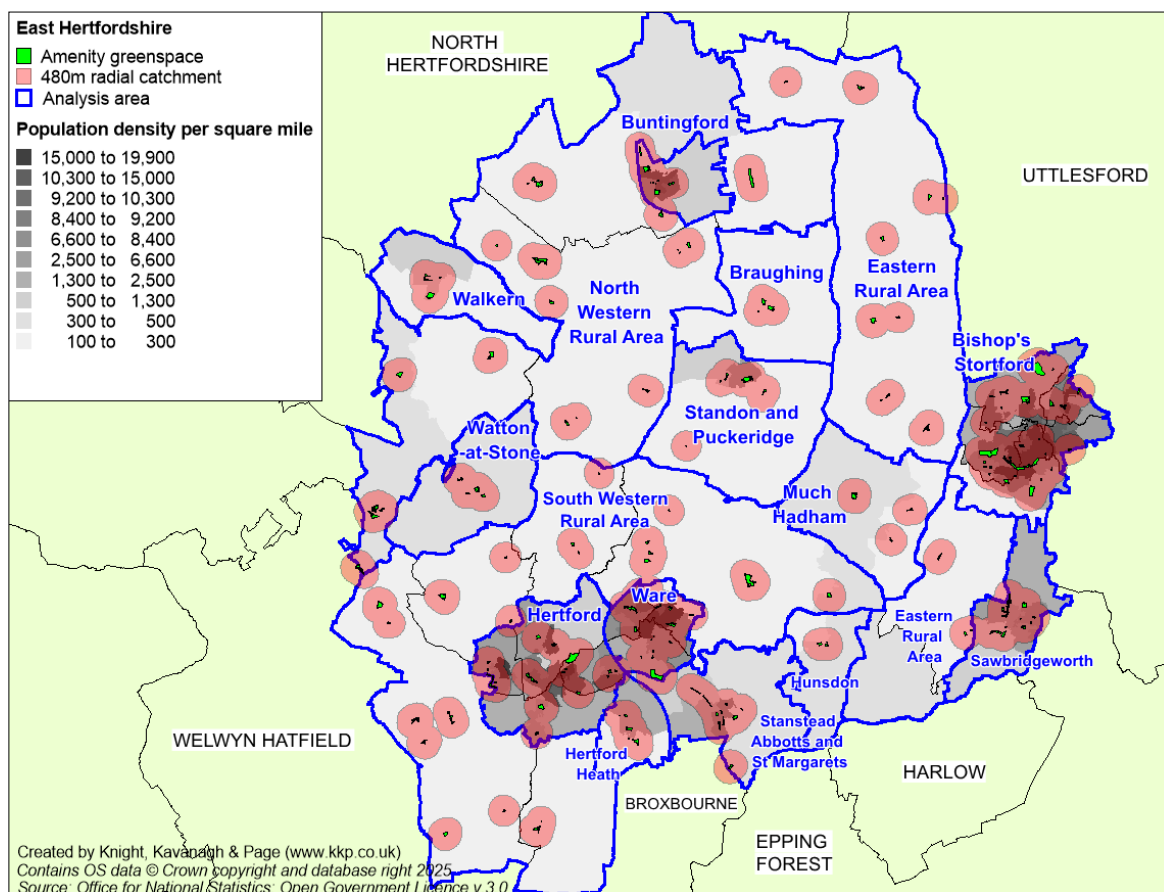 East Hertfordshire
Amenity greenspace
480m radial catchment
Analysis area
Population density per square mile
15,000 to 19,900
10,300 to 15,000
9,200 to 10,300
8,400 to 9,200
6,600 to 8,400
2,500 to 6,600
1,300 to 2,500
500 to 1,300
300 to 500
100 to 300
NORTH
HERTFORDSHIRE
Buntingford
UTTLESFORD
Walkern
North
Western
Rural Area
Braughing
Eastern
Rural Area
Bishop's
Stortford
Standon and
Puckeridge
Watton
-at-Stone
South Western
Rural Area
Much
Hadham
Hertford
Ware
Eastern
Rural
Area
Sawbridgeworth
Hunsdon
Stanstead
Abbotts and
St Margarets
Hertford
Heath
WELWYN HATFIELD
HARLOW
BROXBOURNE
EPPING
FOREST
Created by Knight, Kavanagh & Page (www.kkp.co.uk)
Contains OS data © Crown copyright and database right 2025
Source: Office for National Statistics: Open Government Licence v.3.0